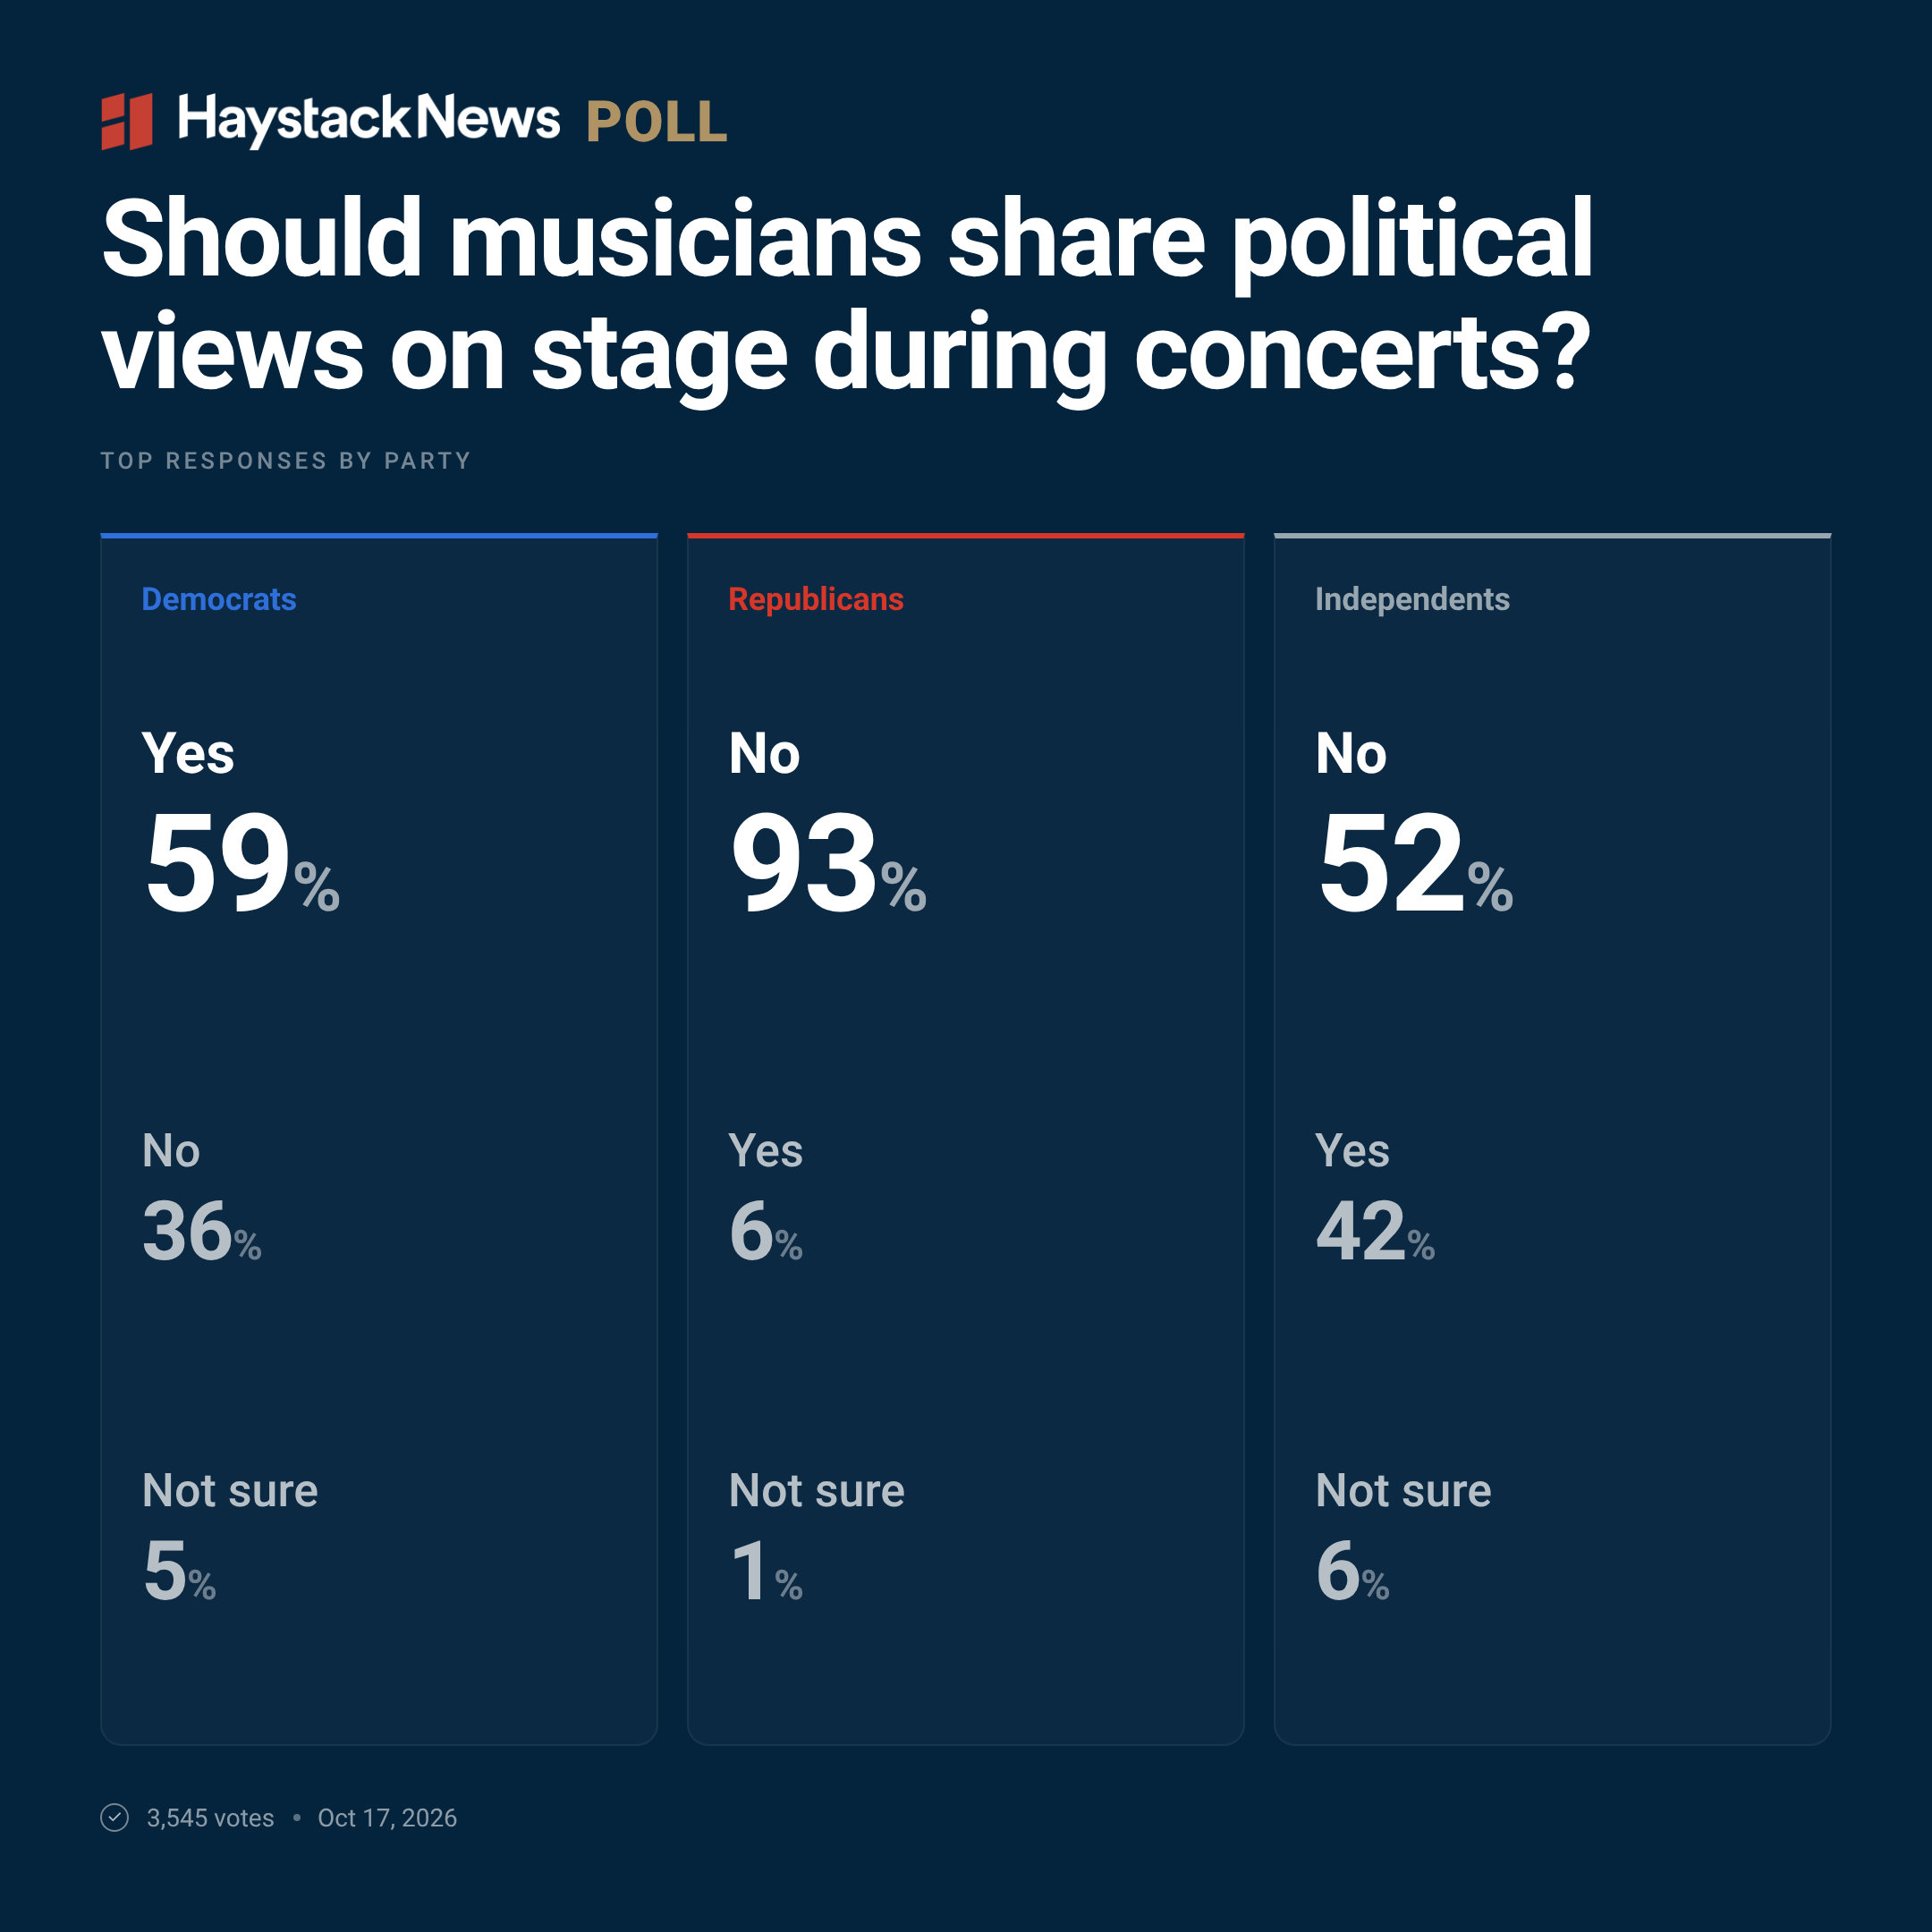 HaystackNews POLL
Should musicians share political
views on stage during concerts?
TOP RESPONSES BY PARTY
Democrats
Yes
59%
No
36%
Not sure
5%
Republicans
No
93%
Yes
6%
Not sure
1%
Independents
No
52%
Yes
42%
Not sure
6%
3,545 votes • Oct 17, 2026